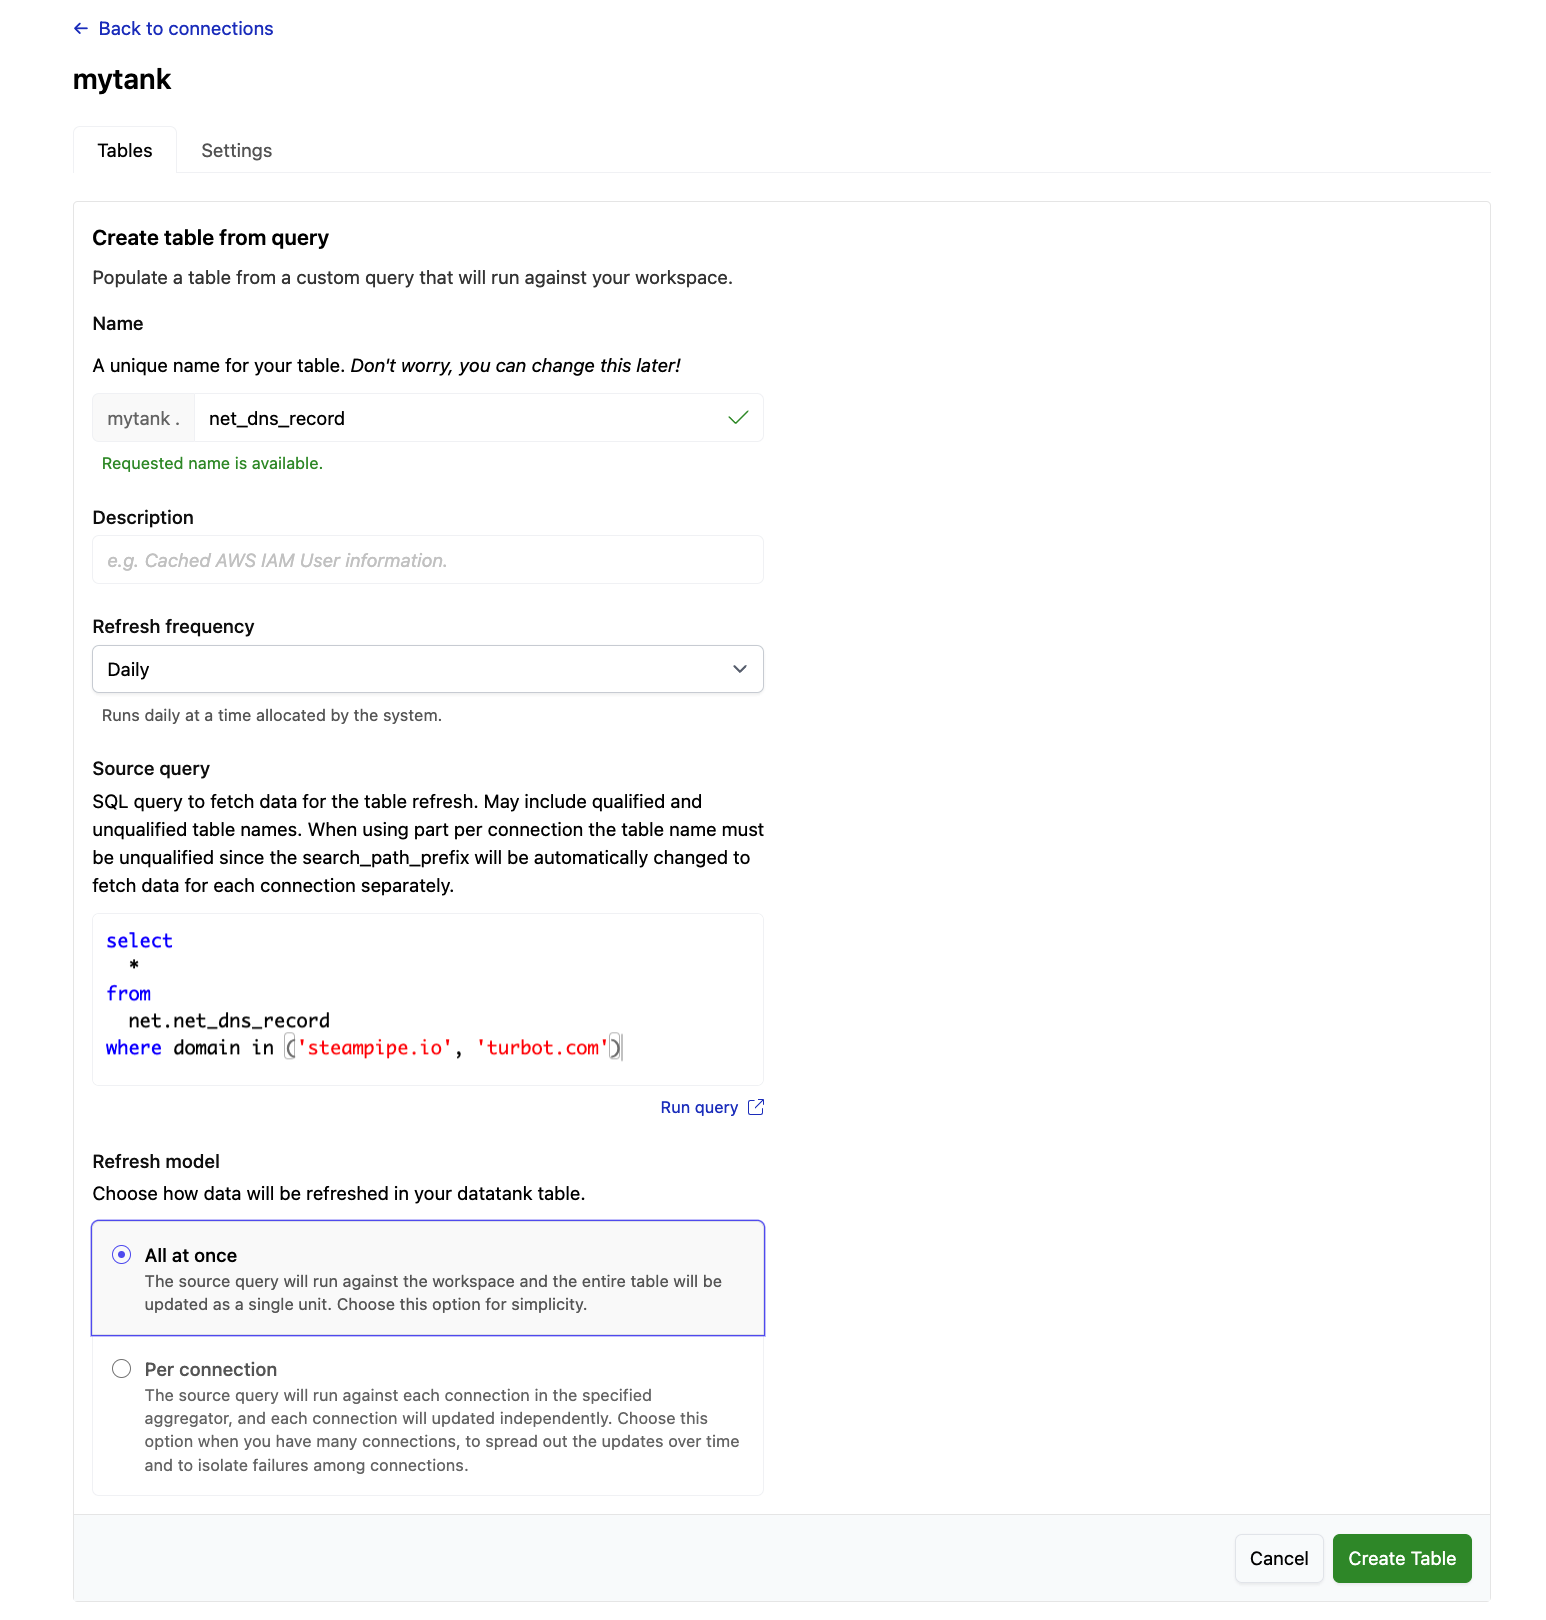 ← Back to connections
mytank
Tables Settings
Create table from query
Populate a table from a custom query that will run against your workspace.
Name
A unique name for your table. Don't worry, you can change this later!
mytank . net_dns_record
Requested name is available.
Description
e.g. Cached AWS IAM User information.
Refresh frequency
Daily
Runs daily at a time allocated by the system.
Source query
SQL query to fetch data for the table refresh. May include qualified and
unqualified table names. When using part per connection the table name must
be unqualified since the search_path_prefix will be automatically changed to
fetch data for each connection separately.
select
  *
from
  net.net_dns_record
where domain in ('steampipe.io', 'turbot.com')
Run query
Refresh model
Choose how data will be refreshed in your datatank table.
All at once
The source query will run against the workspace and the entire table will be
updated as a single unit. Choose this option for simplicity.
Per connection
The source query will run against each connection in the specified
aggregator, and each connection will updated independently. Choose this
option when you have many connections, to spread out the updates over time
and to isolate failures among connections.
Cancel Create Table